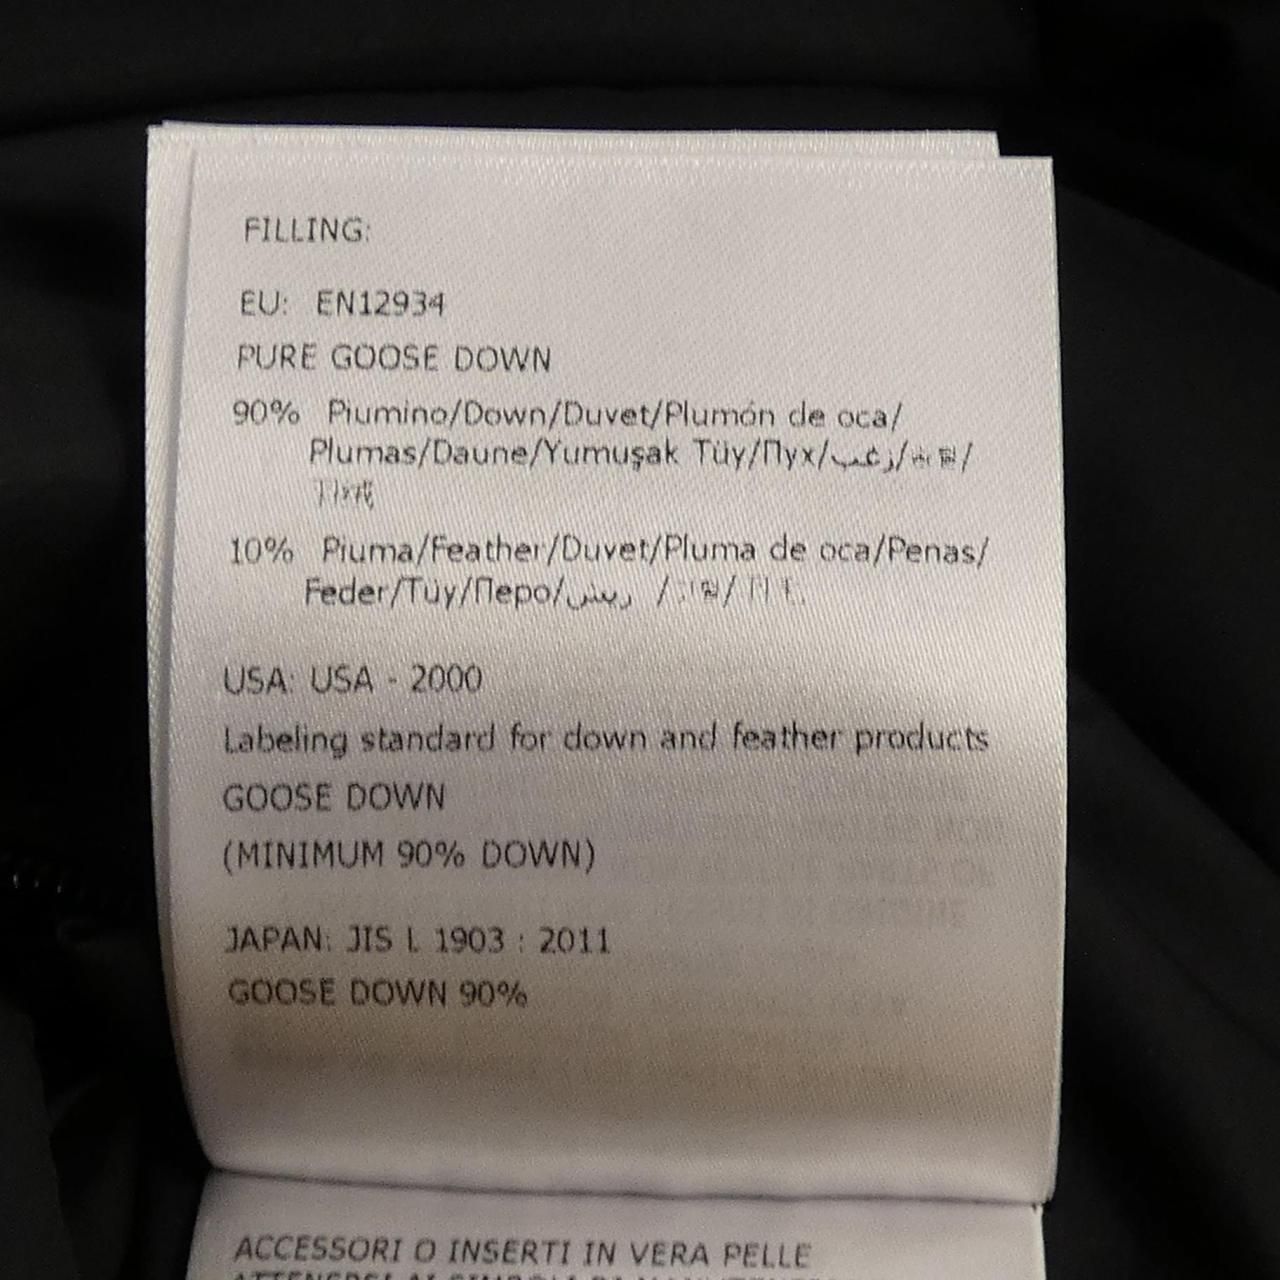 FILLING:
EU: EN12934
PURE GOOSE DOWN
90% Piumino/Down/Duvet/Plumón de oca/
Plumas/Daune/Yumuşak Tüy/Пух/زغب/
10% Piuma/Feather/Duvet/Pluma de oca/Penas/
Feder/Tüy/Перо/ريش /
USA: USA - 2000
Labeling standard for down and feather products
GOOSE DOWN
(MINIMUM 90% DOWN)
JAPAN: JIS L 1903 : 2011
GOOSE DOWN 90%
ACCESSORI O INSERTI IN VERA PELLE